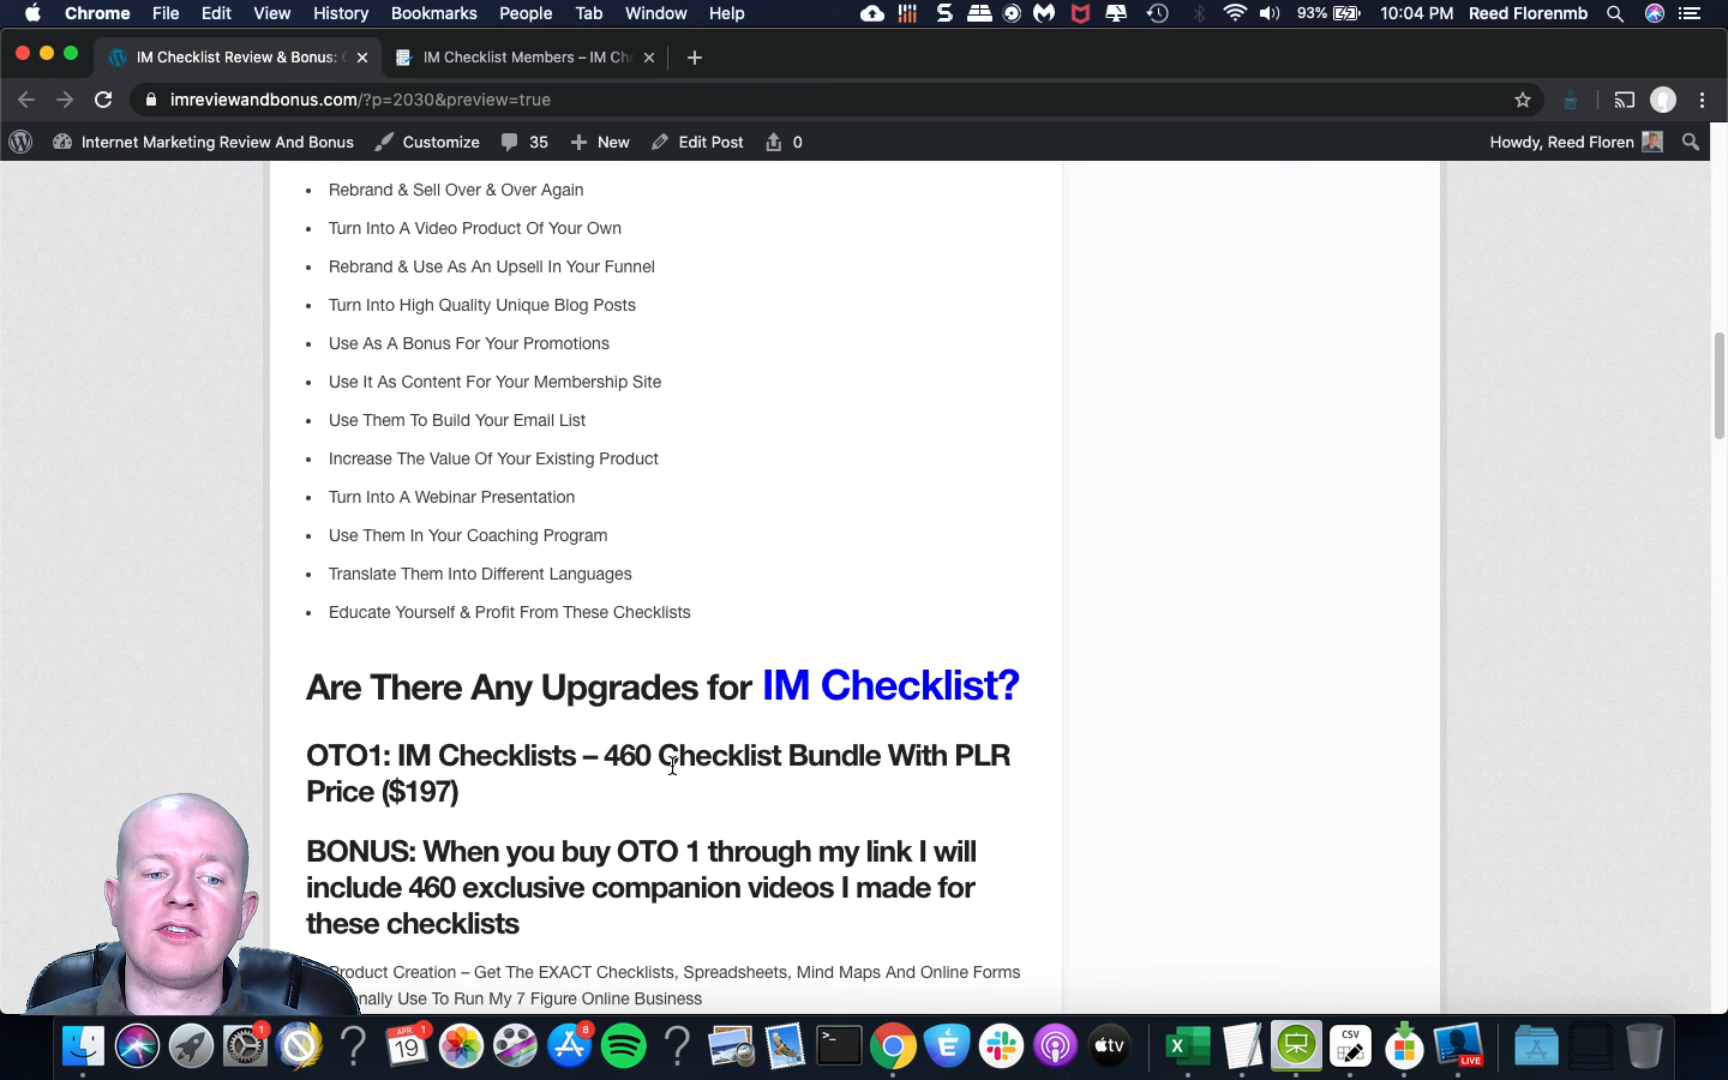 Chrome File Edit View History Bookmarks People Tab Window Help 93% 10:04 PM Reed Florenmb
IM Checklist Review & Bonus: IM Checklist Members – IM Che
imreviewandbonus.com/?p=2030&preview=true
Internet Marketing Review And Bonus Customize 35 New Edit Post 0 Howdy, Reed Floren
• Rebrand & Sell Over & Over Again
• Turn Into A Video Product Of Your Own
• Rebrand & Use As An Upsell In Your Funnel
• Turn Into High Quality Unique Blog Posts
• Use As A Bonus For Your Promotions
• Use It As Content For Your Membership Site
• Use Them To Build Your Email List
• Increase The Value Of Your Existing Product
• Turn Into A Webinar Presentation
• Use Them In Your Coaching Program
• Translate Them Into Different Languages
• Educate Yourself & Profit From These Checklists
Are There Any Upgrades for IM Checklist?
OTO1: IM Checklists – 460 Checklist Bundle With PLR
Price ($197)
BONUS: When you buy OTO 1 through my link I will
include 460 exclusive companion videos I made for
these checklists
Product Creation – Get The EXACT Checklists, Spreadsheets, Mind Maps And Online Forms
Use To Run My 7 Figure Online Business
1 APR 19 1 8 tv X CSV LIVE